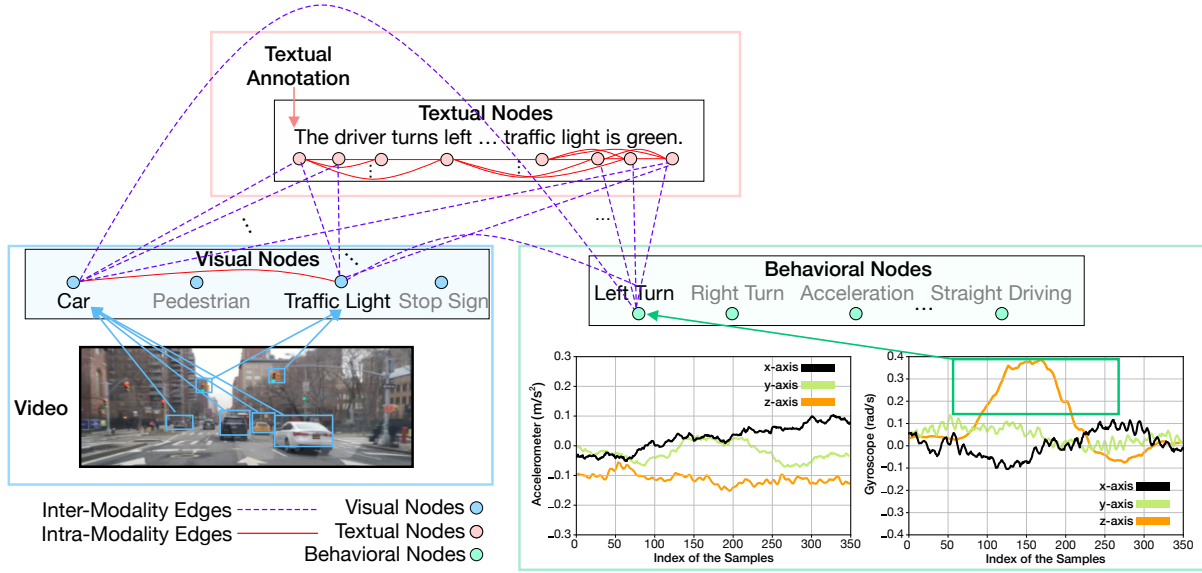 Textual
Annotation
Textual Nodes
The driver turns left ... traffic light is green.
...
...
...
...
...
Visual Nodes
Car
Pedestrian
Traffic Light
Stop Sign
Video
Behavioral Nodes
Left Turn
Right Turn
Acceleration
...
Straight Driving
Accelerometer (m/s²)
0.3
0.2
0.1
0.0
−0.1
−0.2
−0.3
x-axis
y-axis
z-axis
0 50 100 150 200 250 300 350
Index of the Samples
Gyroscope (rad/s)
0.4
0.3
0.2
0.1
0.0
−0.1
−0.2
−0.3
−0.4
x-axis
y-axis
z-axis
0 50 100 150 200 250 300 350
Index of the Samples
Inter-Modality Edges
Intra-Modality Edges
Visual Nodes
Textual Nodes
Behavioral Nodes